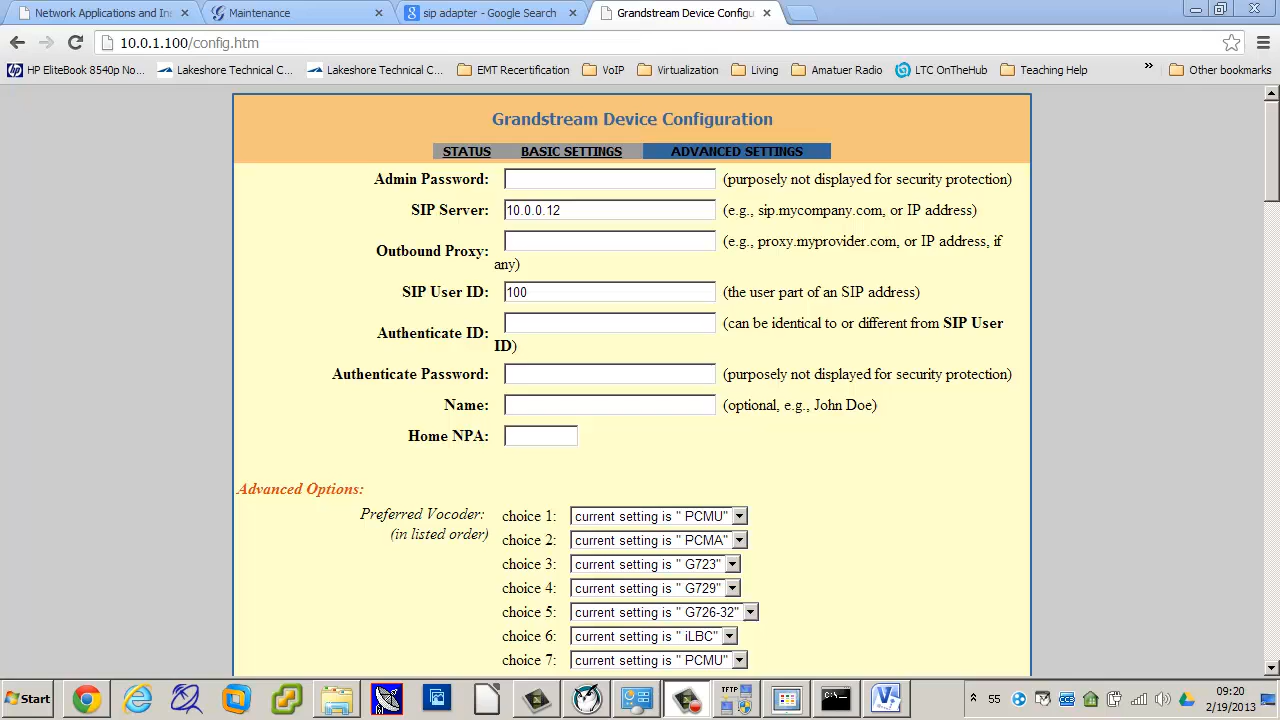 Network Applications and In
Maintenance
sip adapter - Google Search
Grandstream Device Configu
10.0.1.100/config.htm
HP EliteBook 8540p No...
Lakeshore Technical C...
Lakeshore Technical C...
EMT Recertification
VoIP
Virtualization
Living
Amatuer Radio
LTC OnTheHub
Teaching Help
»
Other bookmarks
Grandstream Device Configuration
STATUS BASIC SETTINGS ADVANCED SETTINGS
Admin Password: (purposely not displayed for security protection)
SIP Server: 10.0.0.12 (e.g., sip.mycompany.com, or IP address)
Outbound Proxy: (e.g., proxy.myprovider.com, or IP address, if
any)
SIP User ID: 100 (the user part of an SIP address)
Authenticate ID: (can be identical to or different from SIP User
ID)
Authenticate Password: (purposely not displayed for security protection)
Name: (optional, e.g., John Doe)
Home NPA:
Advanced Options:
Preferred Vocoder:
(in listed order)
choice 1: current setting is " PCMU"
choice 2: current setting is " PCMA"
choice 3: current setting is " G723"
choice 4: current setting is " G729"
choice 5: current setting is " G726-32"
choice 6: current setting is " iLBC"
choice 7: current setting is " PCMU"
Start
TFTP
55
09:20
2/19/2013